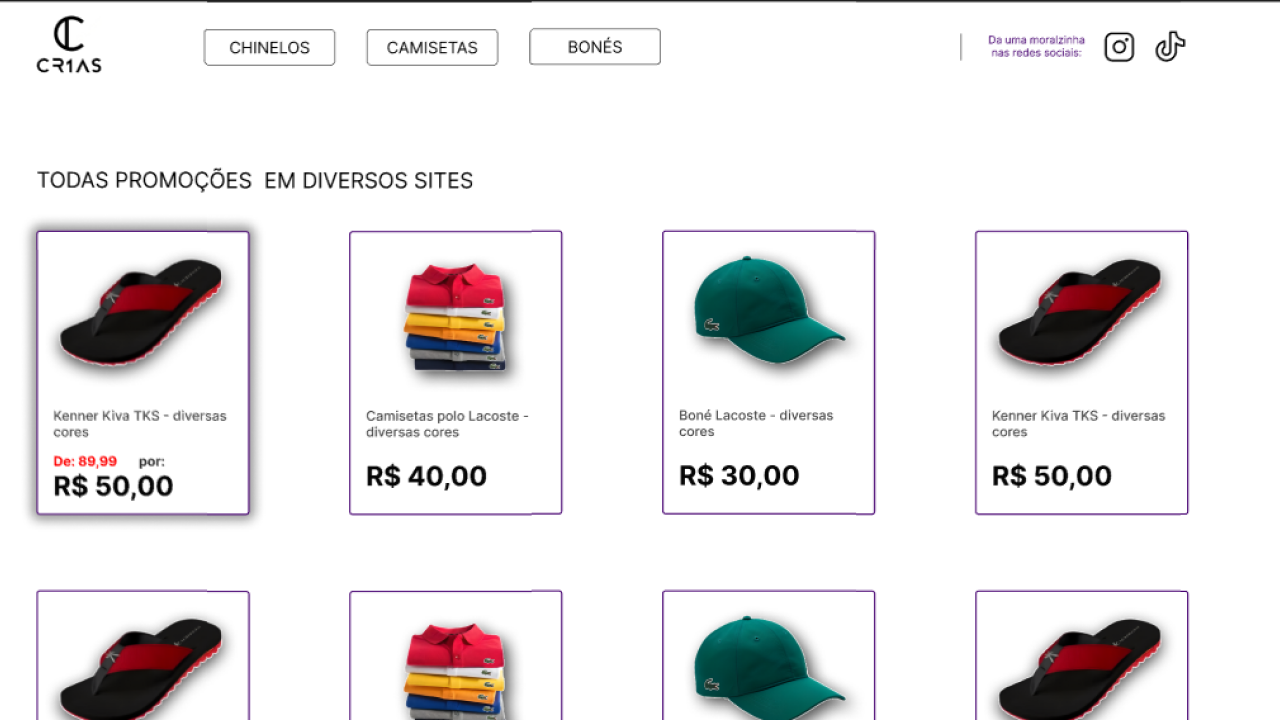 CR1AS
CHINELOS
CAMISETAS
BONÉS
Da uma moralzinha
nas redes sociais:
TODAS PROMOÇÕES EM DIVERSOS SITES
Kenner Kiva TKS - diversas
cores
De: 89,99 por:
R$ 50,00
Camisetas polo Lacoste -
diversas cores
R$ 40,00
Boné Lacoste - diversas
cores
R$ 30,00
Kenner Kiva TKS - diversas
cores
R$ 50,00